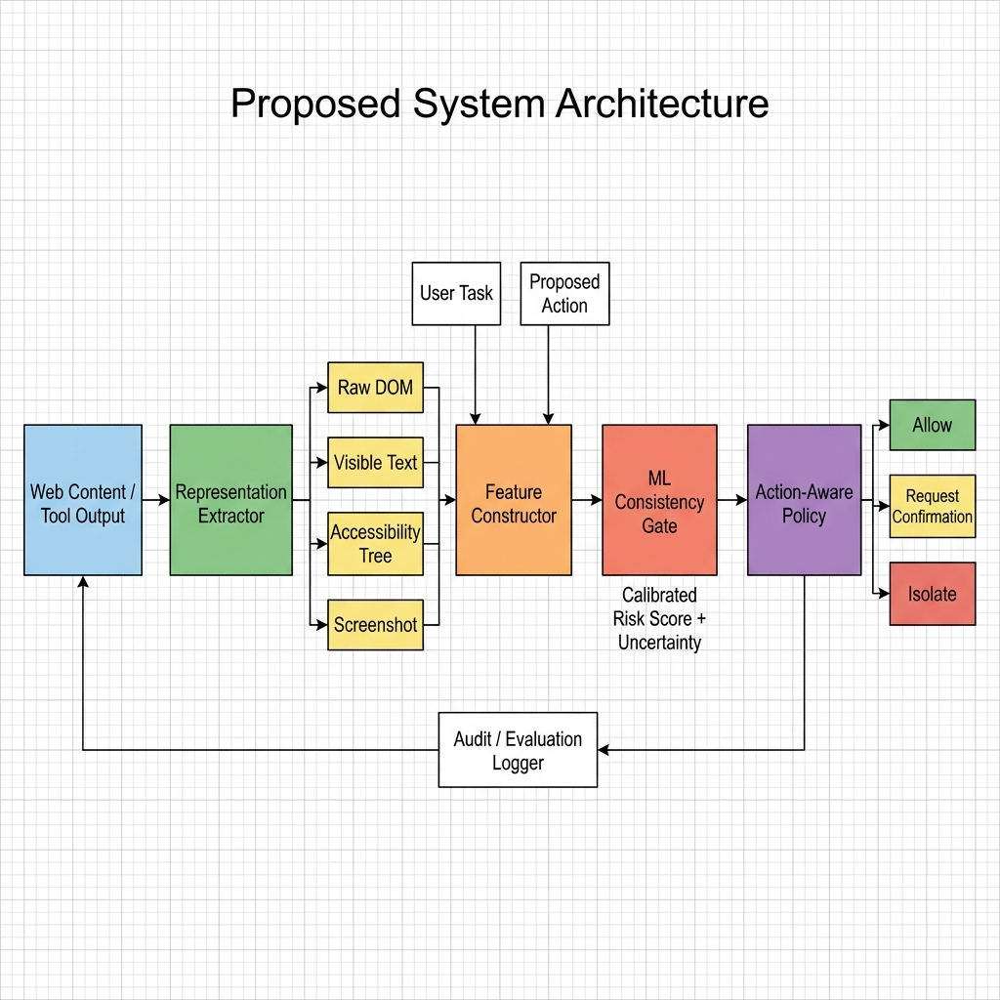 Proposed System Architecture
User Task
Proposed
Action
Raw DOM
Visible Text
Accessibility
Tree
Screenshot
Web Content /
Tool Output
Representation
Extractor
Feature
Constructor
ML
Consistency
Gate
Calibrated
Risk Score +
Uncertainty
Action-Aware
Policy
Allow
Request
Confirmation
Isolate
Audit / Evaluation
Logger